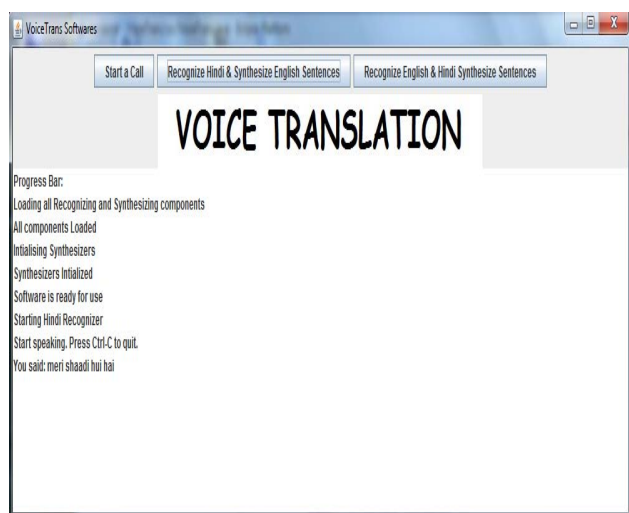 VoiceTrans Softwares
Start a Call Recognize Hindi & Synthesize English Sentences Recognize English & Hindi Synthesize Sentences
VOICE TRANSLATION
Progress Bar:
Loading all Recognizing and Synthesizing components
All components Loaded
Intialising Synthesizers
Synthesizers Intialized
Software is ready for use
Starting Hindi Recognizer
Start speaking. Press Ctrl-C to quit.
You said: meri shaadi hui hai